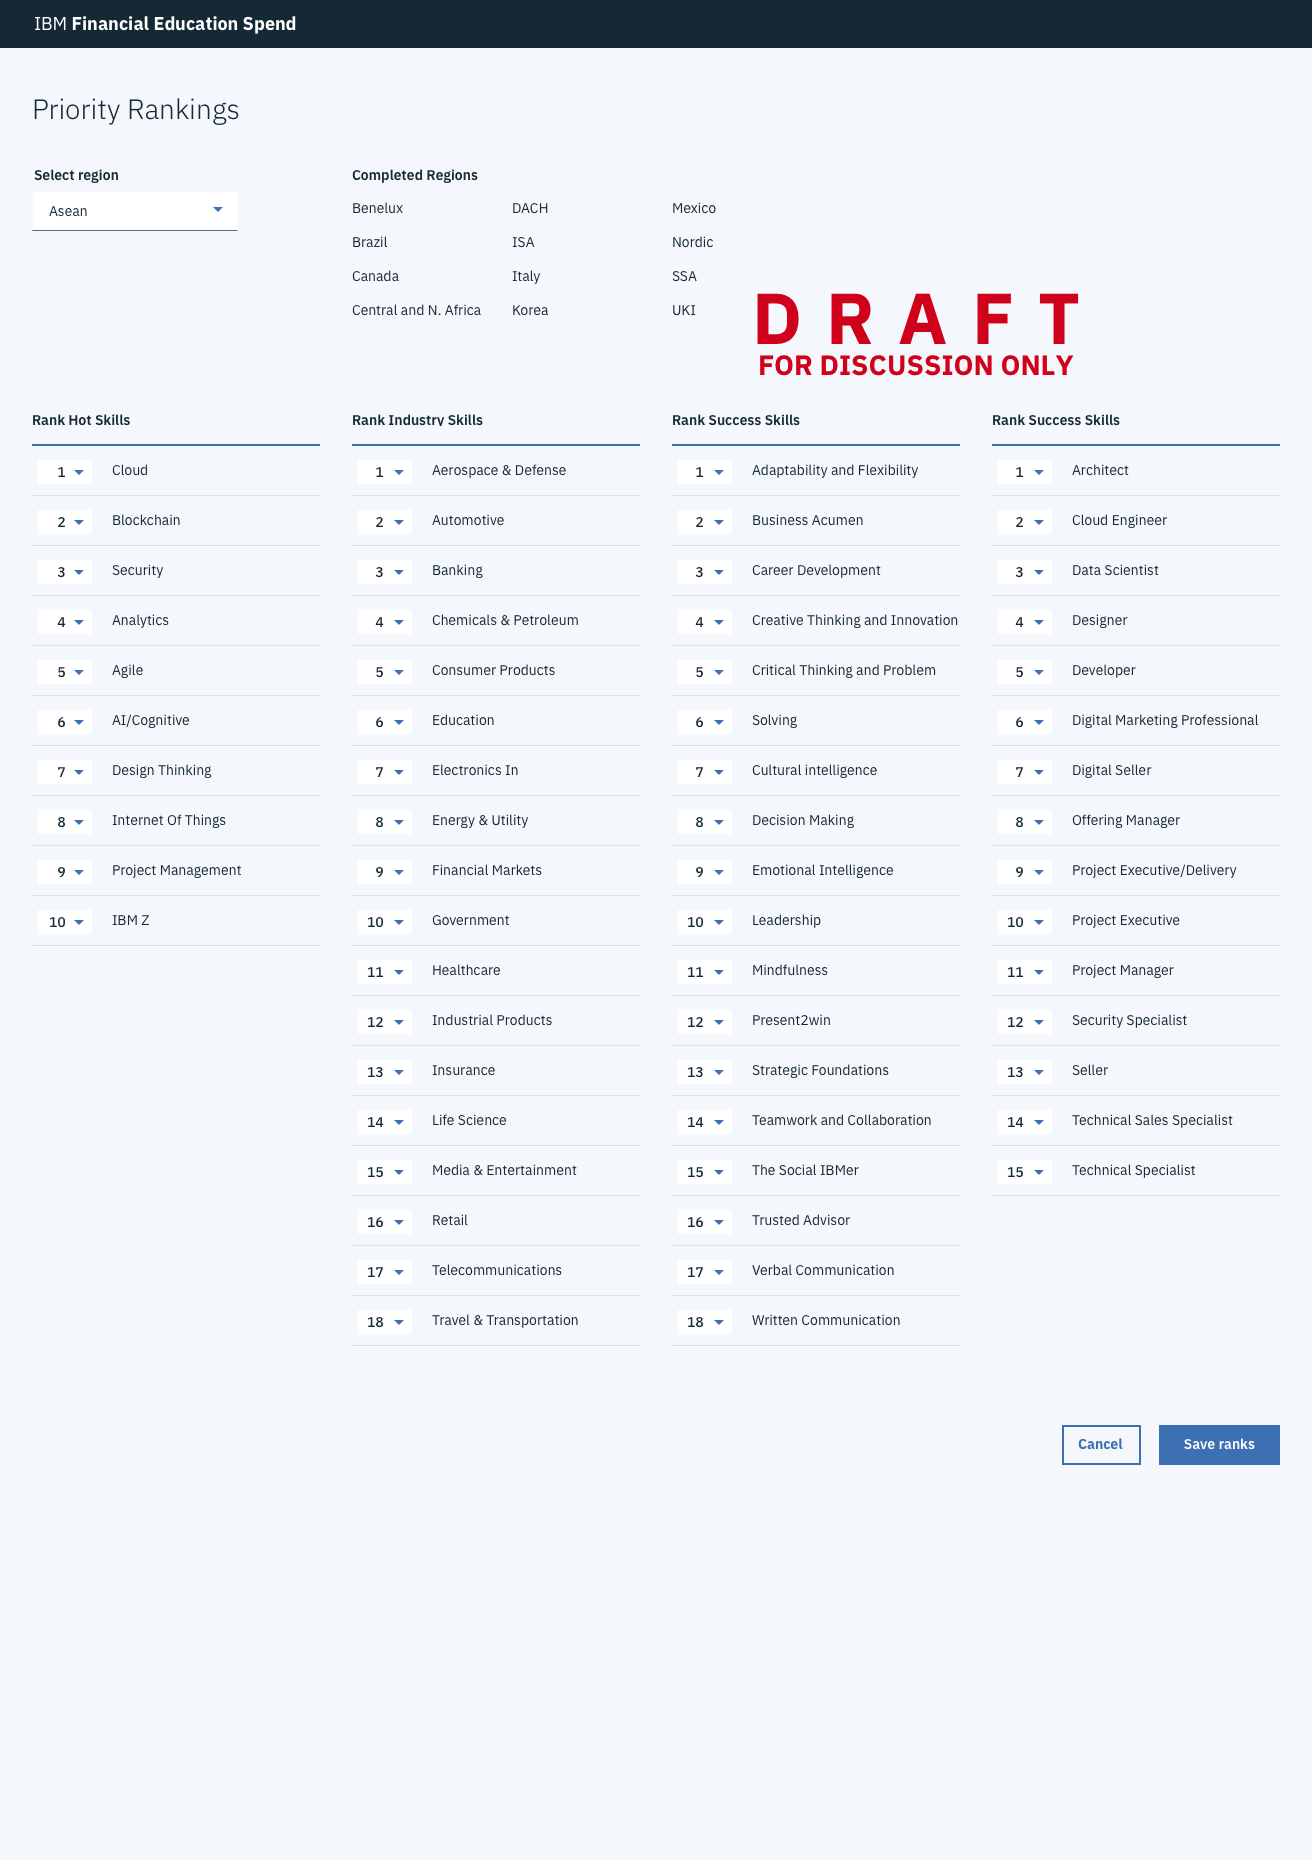 IBM Financial Education Spend
Priority Rankings
Select region
Asean
Completed Regions
Benelux DACH Mexico
Brazil ISA Nordic
Canada Italy SSA
Central and N. Africa Korea UKI
DRAFT
FOR DISCUSSION ONLY
Rank Hot Skills
1 Cloud
2 Blockchain
3 Security
4 Analytics
5 Agile
6 AI/Cognitive
7 Design Thinking
8 Internet Of Things
9 Project Management
10 IBM Z
Rank Industry Skills
1 Aerospace & Defense
2 Automotive
3 Banking
4 Chemicals & Petroleum
5 Consumer Products
6 Education
7 Electronics In
8 Energy & Utility
9 Financial Markets
10 Government
11 Healthcare
12 Industrial Products
13 Insurance
14 Life Science
15 Media & Entertainment
16 Retail
17 Telecommunications
18 Travel & Transportation
Rank Success Skills
1 Adaptability and Flexibility
2 Business Acumen
3 Career Development
4 Creative Thinking and Innovation
5 Critical Thinking and Problem
6 Solving
7 Cultural intelligence
8 Decision Making
9 Emotional Intelligence
10 Leadership
11 Mindfulness
12 Present2win
13 Strategic Foundations
14 Teamwork and Collaboration
15 The Social IBMer
16 Trusted Advisor
17 Verbal Communication
18 Written Communication
Rank Success Skills
1 Architect
2 Cloud Engineer
3 Data Scientist
4 Designer
5 Developer
6 Digital Marketing Professional
7 Digital Seller
8 Offering Manager
9 Project Executive/Delivery
10 Project Executive
11 Project Manager
12 Security Specialist
13 Seller
14 Technical Sales Specialist
15 Technical Specialist
Cancel
Save ranks